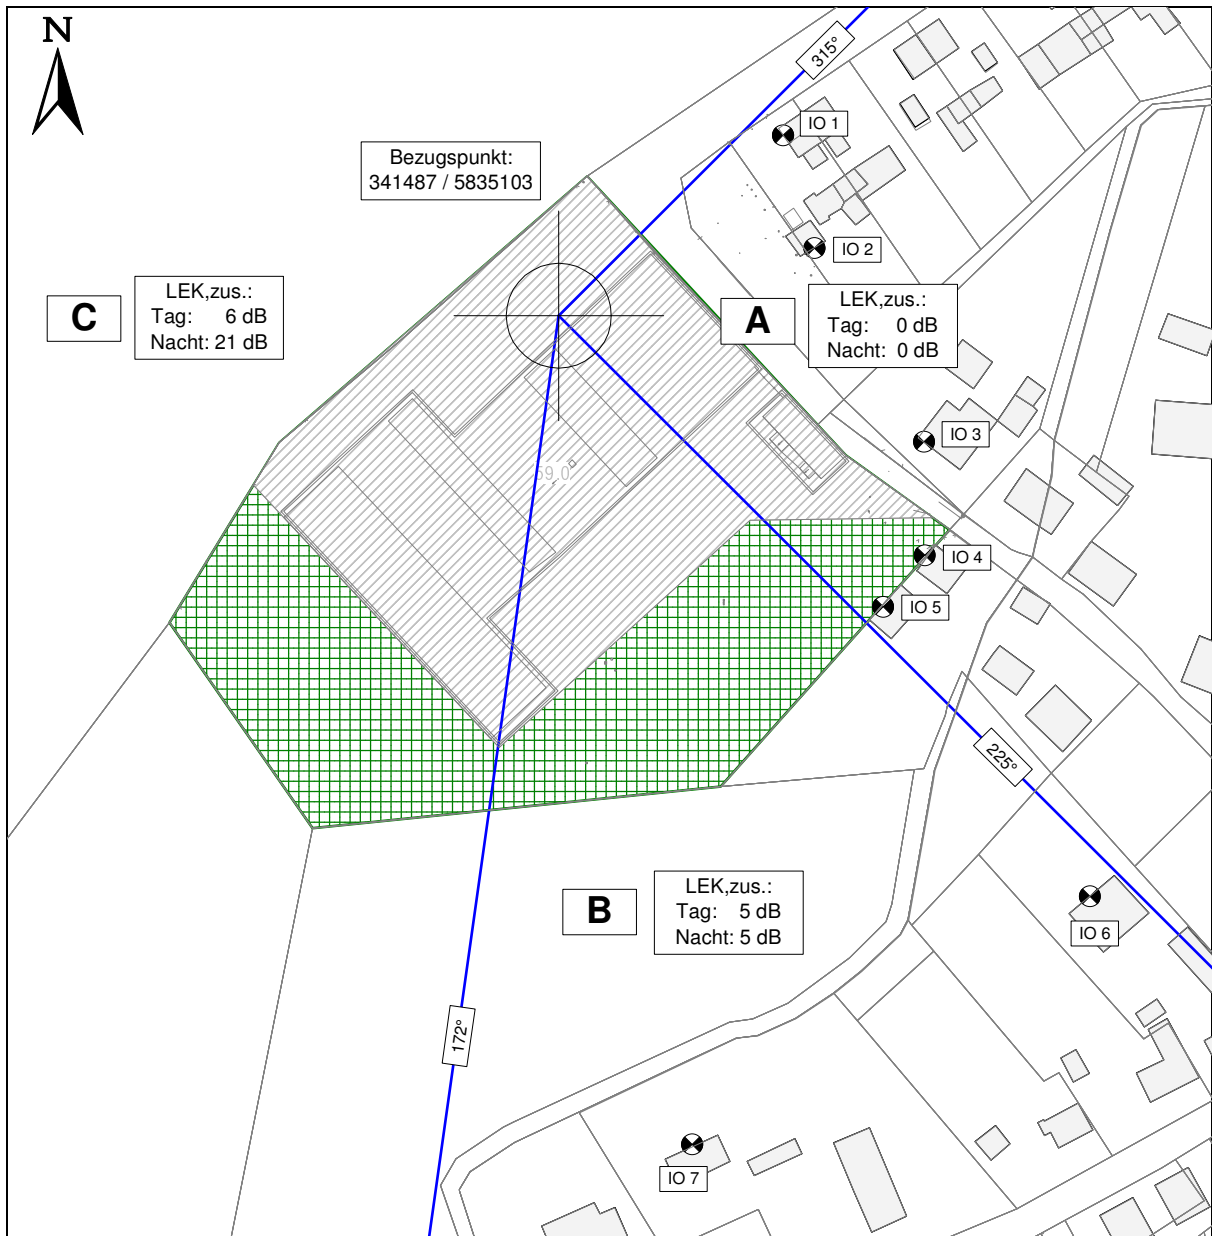 N
315°
IO 1
Bezugspunkt:
341487 / 5835103
IO 2
C
LEK,zus.:
Tag: 6 dB
Nacht: 21 dB
A
LEK,zus.:
Tag: 0 dB
Nacht: 0 dB
IO 3
59,0
IO 4
IO 5
225°
B
LEK,zus.:
Tag: 5 dB
Nacht: 5 dB
IO 6
172°
IO 7